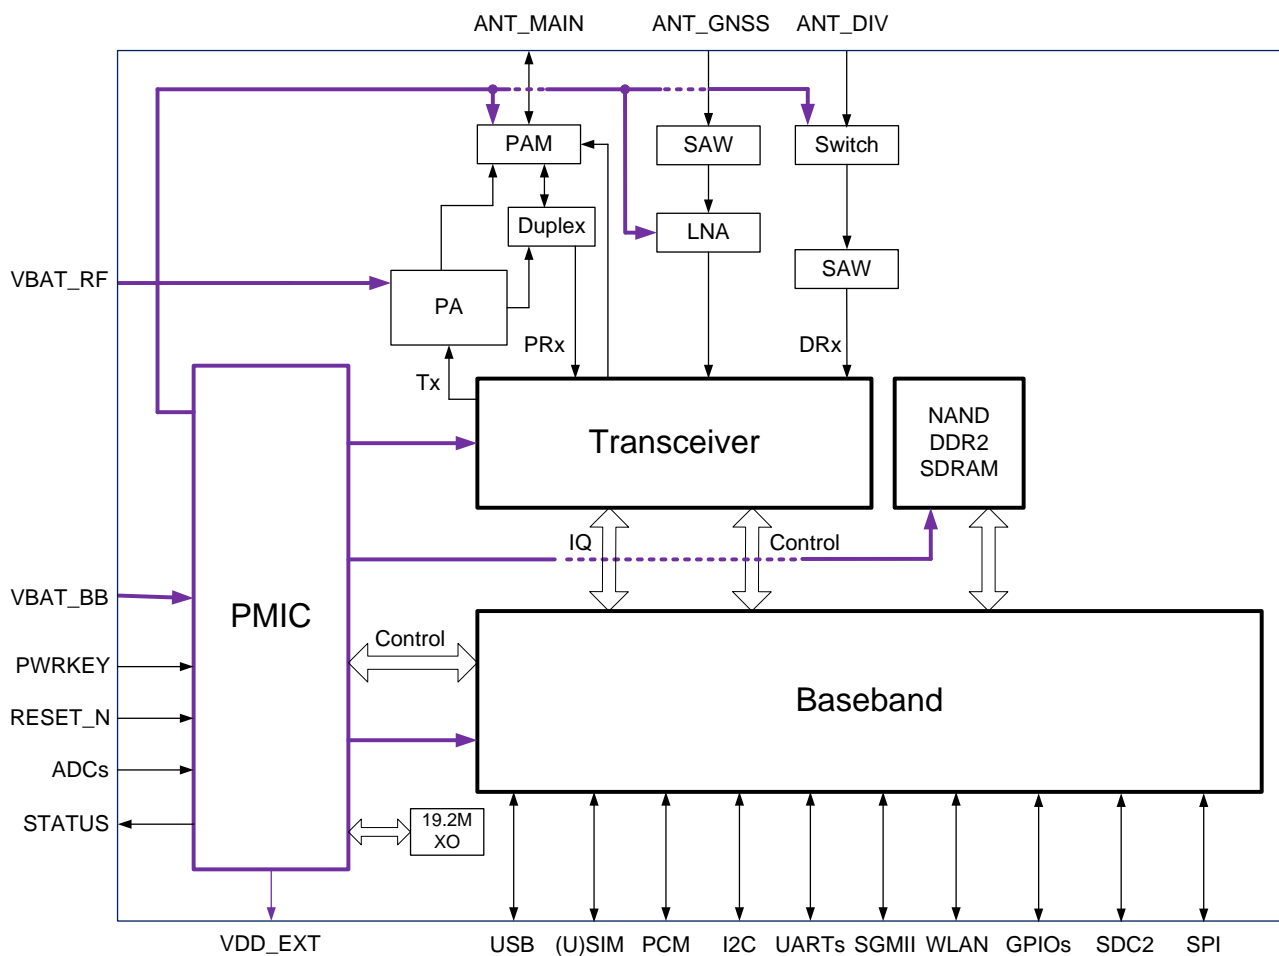 ANT_MAIN
ANT_GNSS
ANT_DIV
PAM
SAW
Switch
Duplex
LNA
SAW
VBAT_RF
PA
PRx
DRx
Tx
Transceiver
NAND
DDR2
SDRAM
IQ
Control
VBAT_BB
PMIC
Control
PWRKEY
Baseband
RESET_N
ADCs
STATUS
19.2M
XO
VDD_EXT
USB
(U)SIM
PCM
I2C
UARTs
SGMII
WLAN
GPIOs
SDC2
SPI